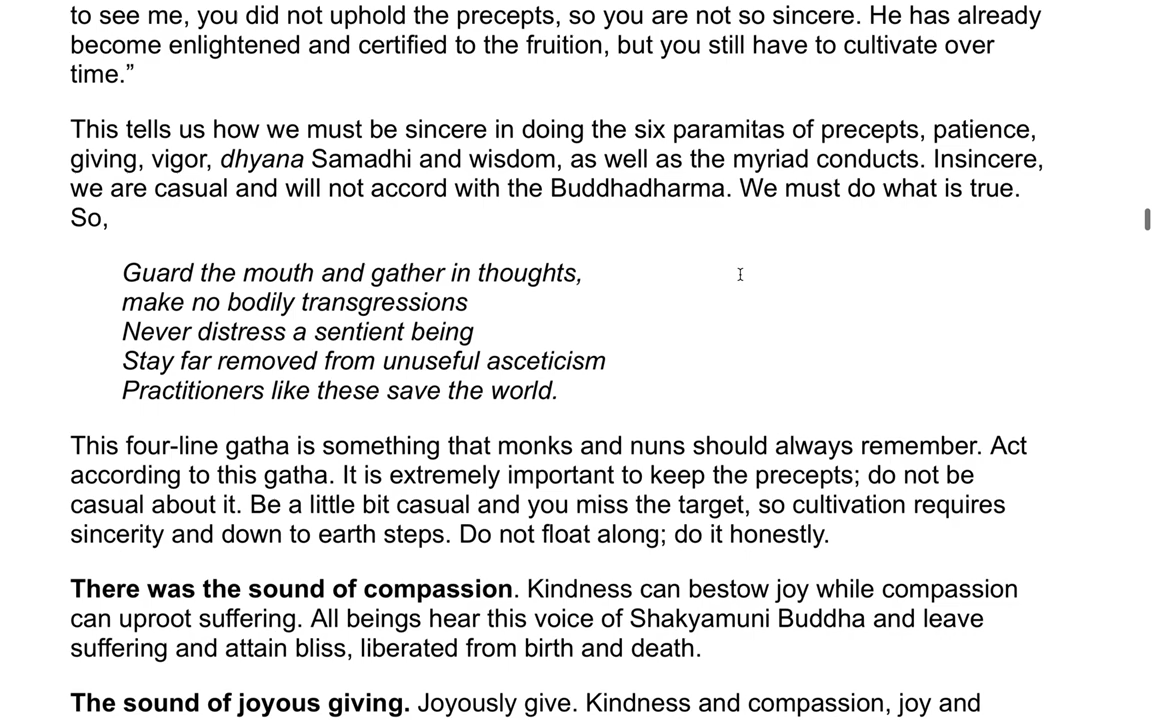 to see me, you did not uphold the precepts, so you are not so sincere. He has already
become enlightened and certified to the fruition, but you still have to cultivate over
time.”
This tells us how we must be sincere in doing the six paramitas of precepts, patience,
giving, vigor, dhyana Samadhi and wisdom, as well as the myriad conducts. Insincere,
we are casual and will not accord with the Buddhadharma. We must do what is true.
So,
Guard the mouth and gather in thoughts,
make no bodily transgressions
Never distress a sentient being
Stay far removed from unuseful asceticism
Practitioners like these save the world.
This four-line gatha is something that monks and nuns should always remember. Act
according to this gatha. It is extremely important to keep the precepts; do not be
casual about it. Be a little bit casual and you miss the target, so cultivation requires
sincerity and down to earth steps. Do not float along; do it honestly.
There was the sound of compassion. Kindness can bestow joy while compassion
can uproot suffering. All beings hear this voice of Shakyamuni Buddha and leave
suffering and attain bliss, liberated from birth and death.
The sound of joyous giving. Joyously give. Kindness and compassion, joy and